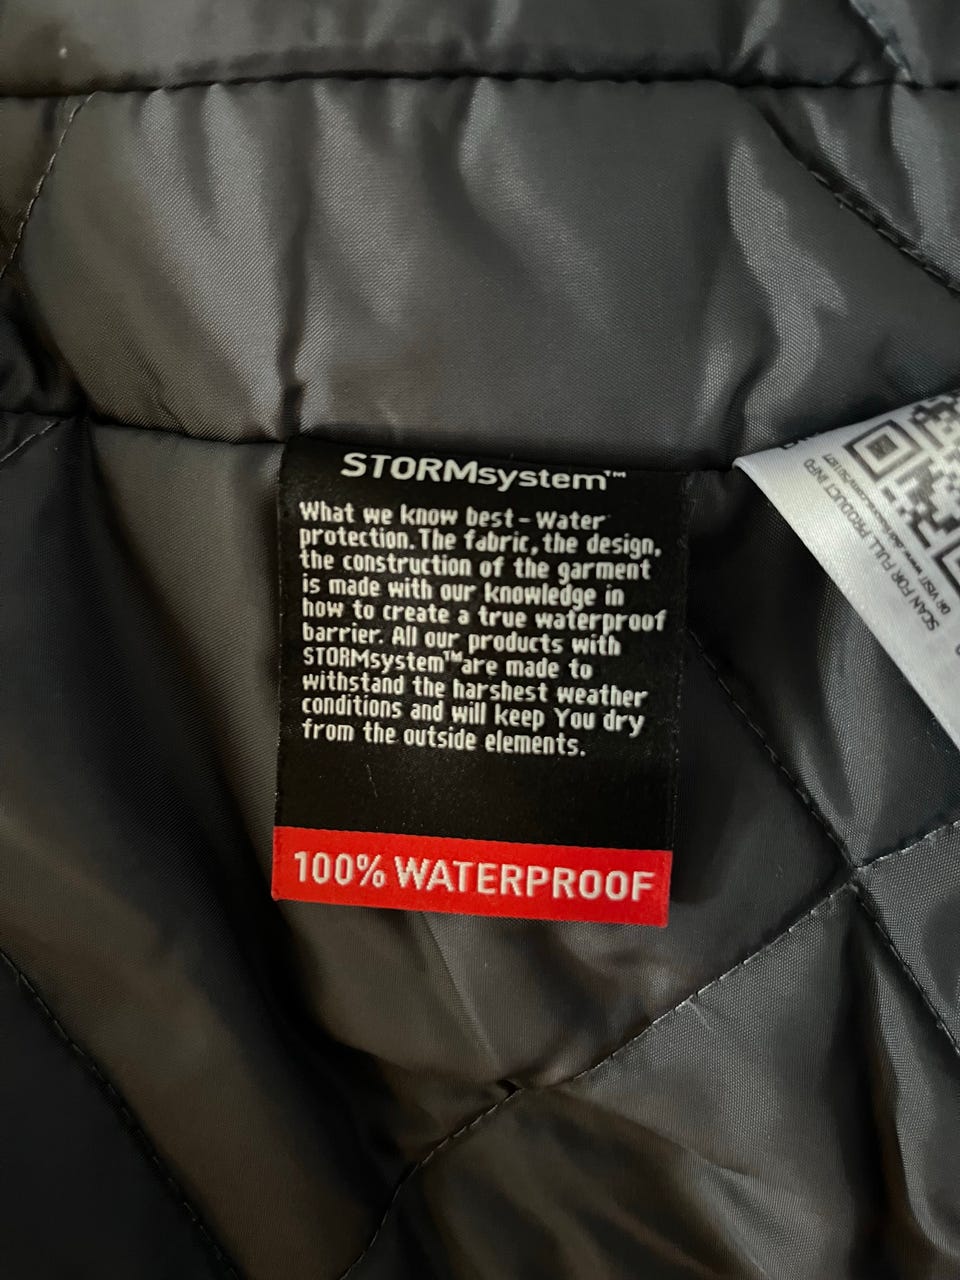 STORMsystem™
What we know best - Water
protection. The fabric, the design,
the construction of the garment
is made with our knowledge in
how to create a true waterproof
barrier. All our products with
STORMsystem™ are made to
withstand the harshest weather
conditions and will keep You dry
from the outside elements.
100% WATERPROOF
SCAN FOR FULL PRODUCT INFO
OR VISIT